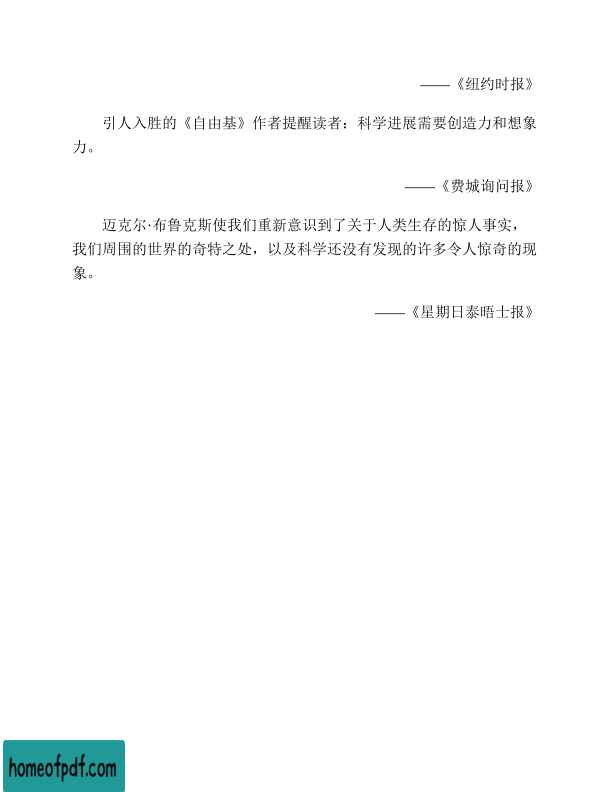 ——《纽约时报》
引人入胜的《自由基》作者提醒读者：科学进展需要创造力和想象
力。
——《费城询问报》
迈克尔·布鲁克斯使我们重新意识到了关于人类生存的惊人事实，
我们周围的世界的奇特之处，以及科学还没有发现的许多令人惊奇的现
象。
——《星期日泰晤士报》
homeofpdf.com